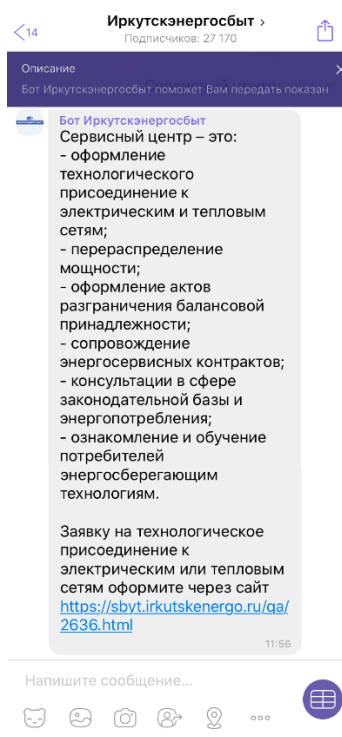 14
Иркутскэнергосбыт >
Подписчиков: 27 170
Описание
Бот Иркутскэнергосбыт поможет Вам передать показан
Бот Иркутскэнергосбыт
Сервисный центр – это:
- оформление
технологического
присоединение к
электрическим и тепловым
сетям;
- перераспределение
мощности;
- оформление актов
разграничения балансовой
принадлежности;
- сопровождение
энергосервисных контрактов;
- консультации в сфере
законодательной базы и
энергопотребления;
- ознакомление и обучение
потребителей
энергосберегающим
технологиям.
Заявку на технологическое
присоединение к
электрическим или тепловым
сетям оформите через сайт
https://sbyt.irkutskenergo.ru/qa/
2636.html
11:56
Напишите сообщение...